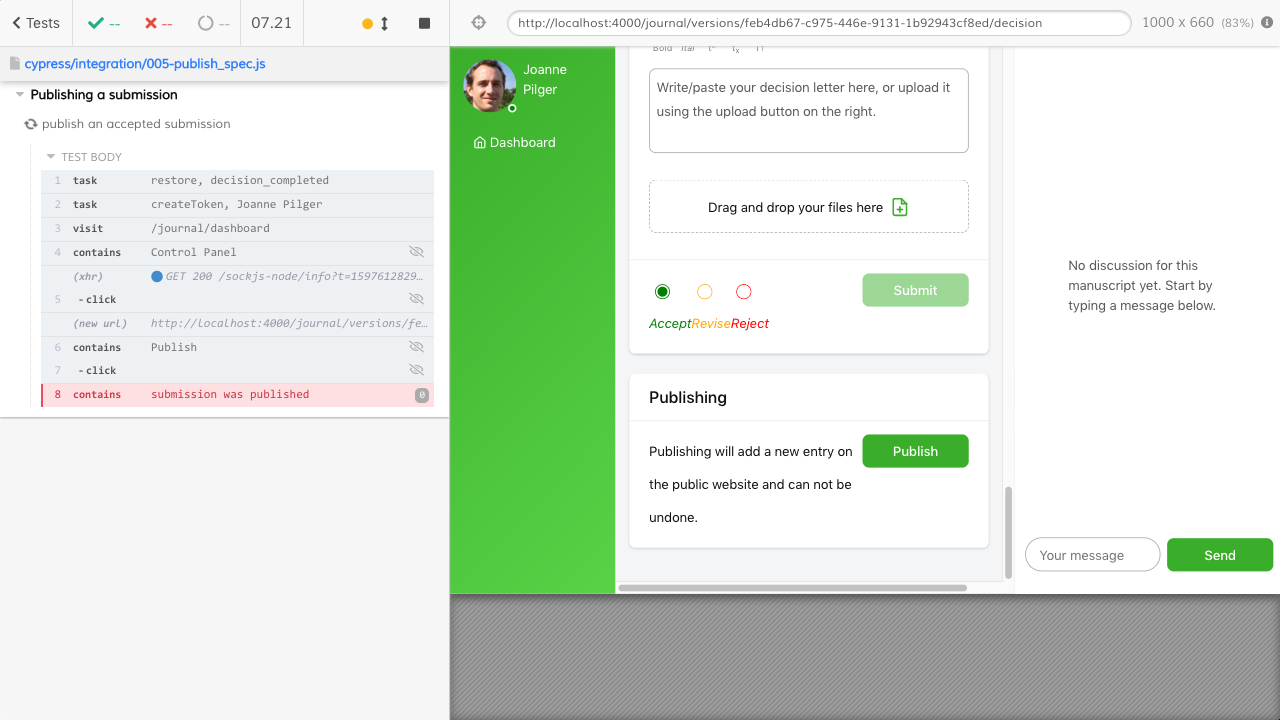 Tests
--
--
--
07.21
http://localhost:4000/journal/versions/feb4db67-c975-446e-9131-1b92943cf8ed/decision
1000 x 660 (83%)
cypress/integration/005-publish_spec.js
Publishing a submission
publish an accepted submission
TEST BODY
1 task restore, decision_completed
2 task createToken, Joanne Pilger
3 visit /journal/dashboard
4 contains Control Panel
(xhr) GET 200 /sockjs-node/info?t=1597612829…
5 - click
(new url) http://localhost:4000/journal/versions/fe…
6 contains Publish
7 - click
8 contains submission was published 0
Joanne
Pilger
Dashboard
Write/paste your decision letter here, or upload it
using the upload button on the right.
Drag and drop your files here
Submit
Accept Revise Reject
Publishing
Publishing will add a new entry on
the public website and can not be
undone.
Publish
No discussion for this
manuscript yet. Start by
typing a message below.
Your message
Send